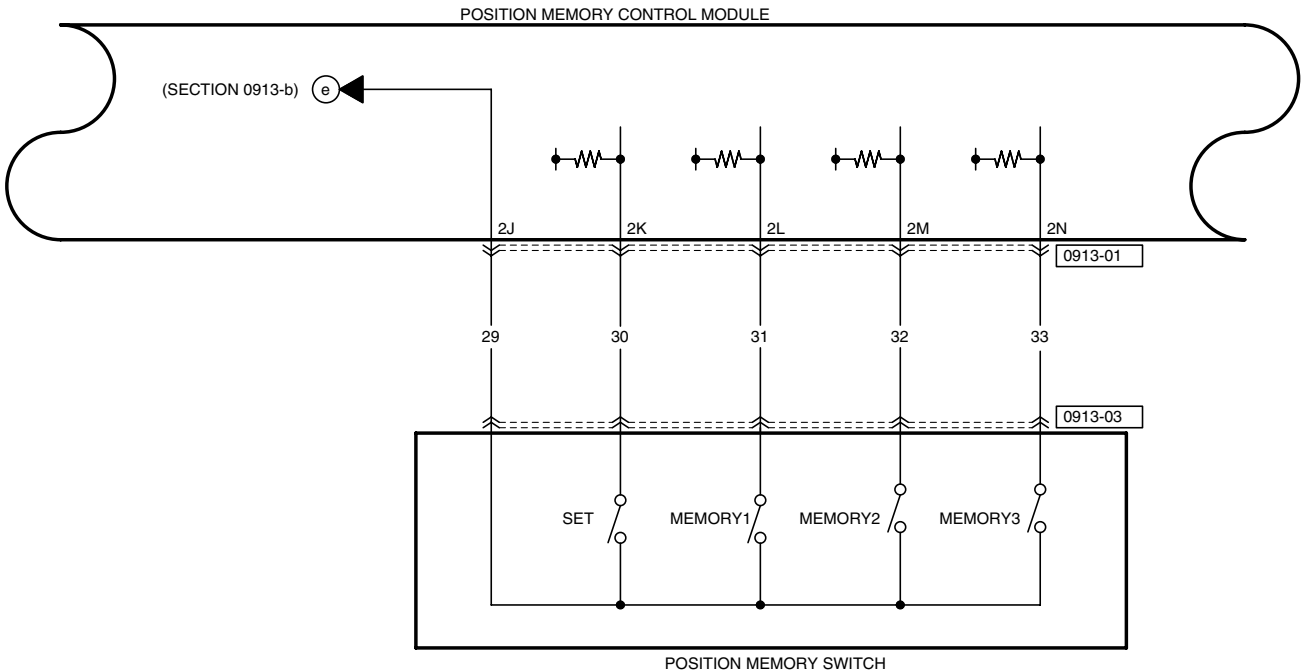 POSITION MEMORY CONTROL MODULE
(SECTION 0913-b) e
2J 2K 2L 2M 2N
0913-01
29 30 31 32 33
0913-03
SET MEMORY1 MEMORY2 MEMORY3
POSITION MEMORY SWITCH